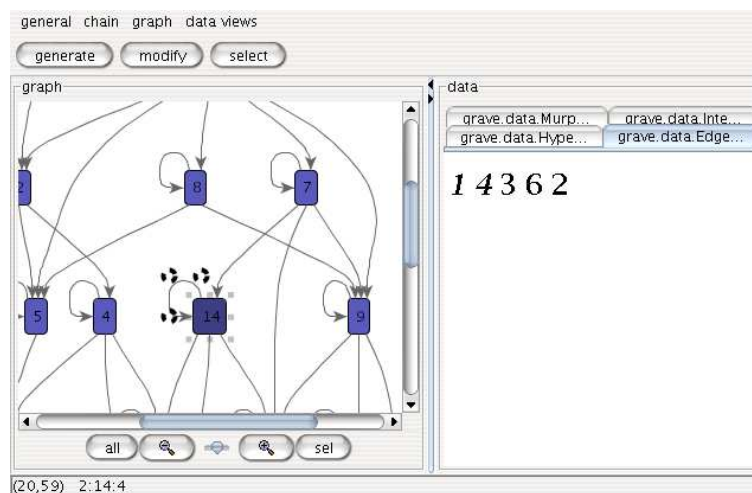 general chain graph data views
generate modify select
graph
data
grave.data.Murp... grave.data.Inte...
grave.data.Hype... grave.data.Edge...
1 4 3 6 2
2 8 7
5 4 14 9
all sel
(20,59) 2:14:4